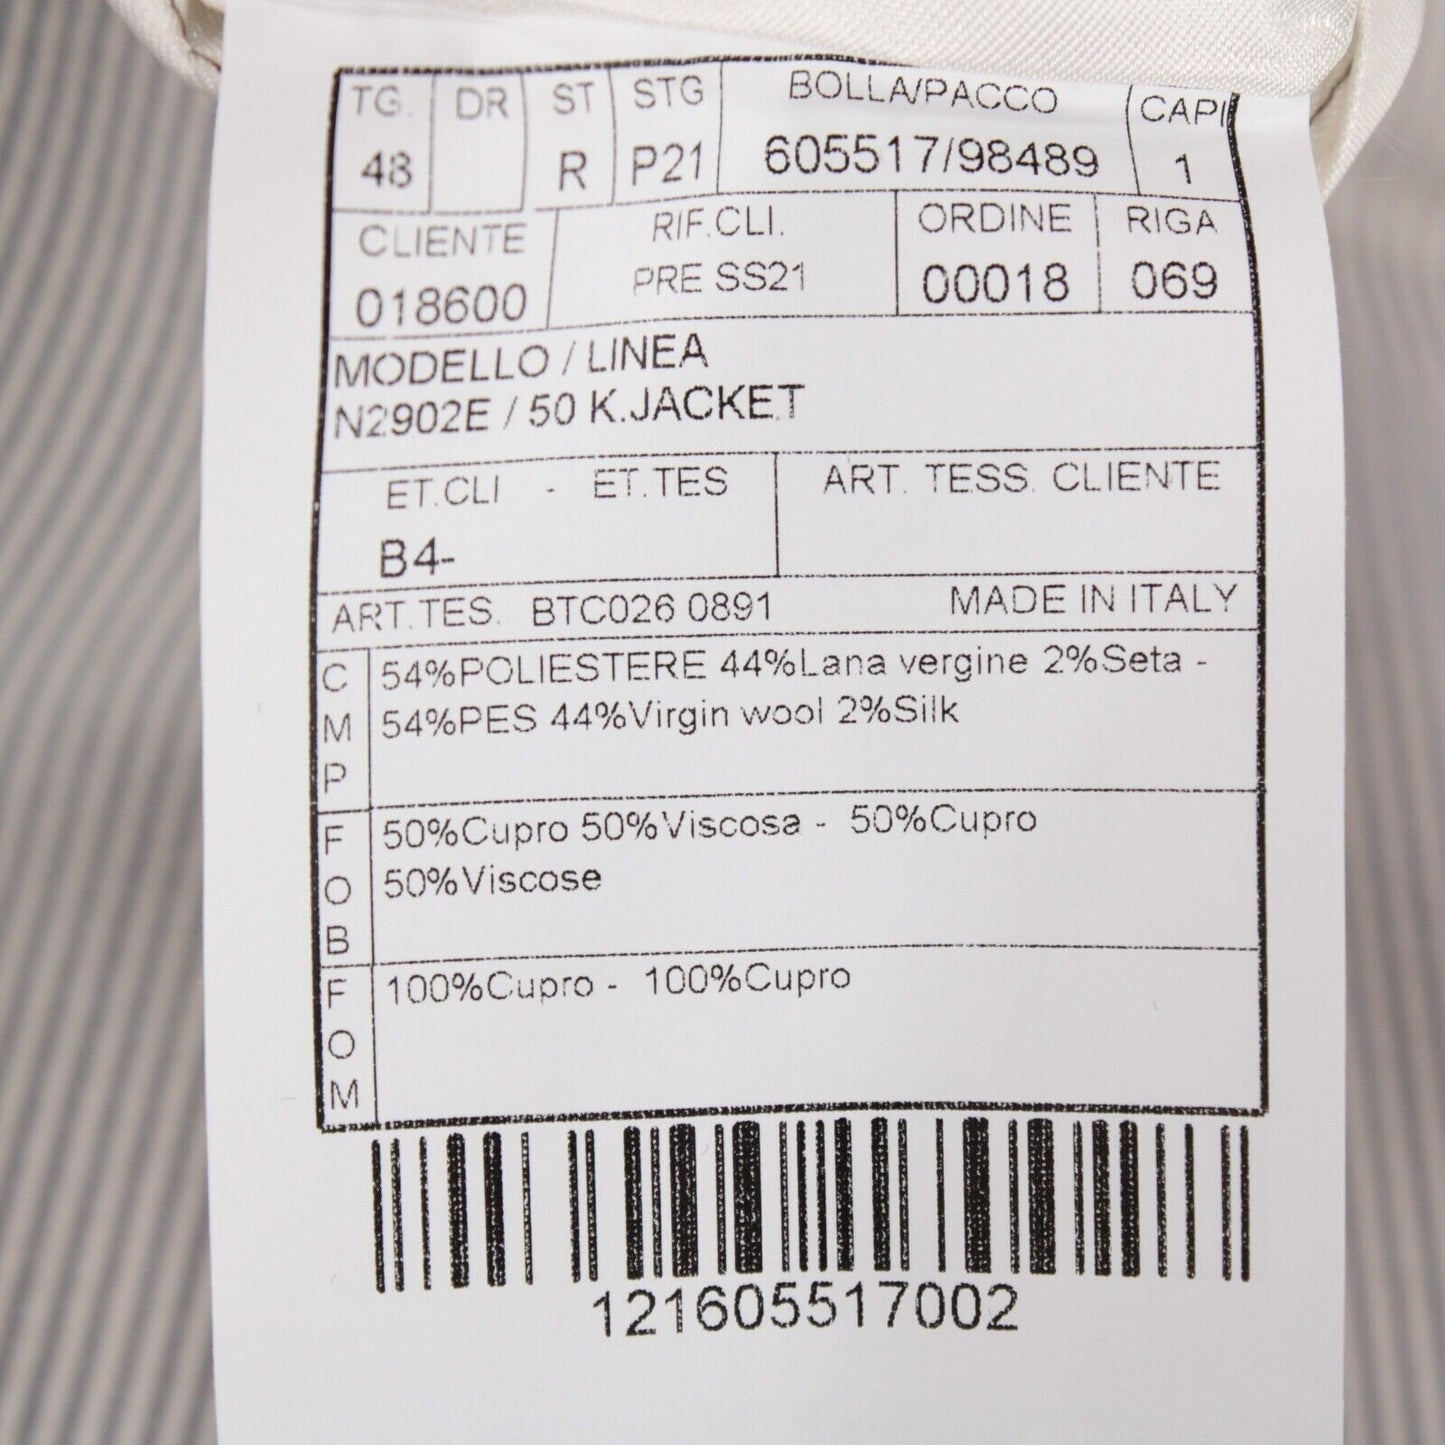 TG. DR ST STG BOLLA/PACCO CAPI
48 R P21 605517/98489 1
CLIENTE RIF.CLI. ORDINE RIGA
018600 PRE SS21 00018 069
MODELLO / LINEA
N2902E / 50 K.JACKET
ET.CLI - ET.TES ART. TESS. CLIENTE
B4-
ART.TES. BTC026 0891 MADE IN ITALY
CMP 54%POLIESTERE 44%Lana vergine 2%Seta -
54%PES 44%Virgin wool 2%Silk
FOB 50%Cupro 50%Viscosa - 50%Cupro
50%Viscose
FOM 100%Cupro - 100%Cupro
121605517002